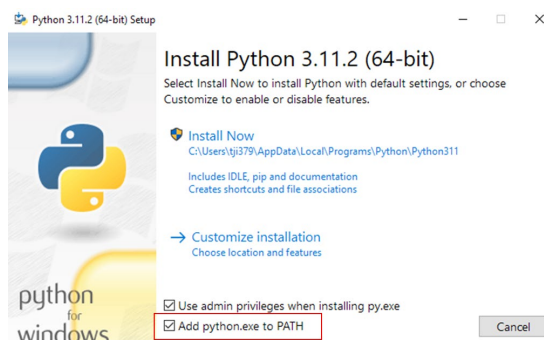 Python 3.11.2 (64-bit) Setup
Install Python 3.11.2 (64-bit)
Select Install Now to install Python with default settings, or choose
Customize to enable or disable features.
Install Now
C:\Users\tji379\AppData\Local\Programs\Python\Python311
Includes IDLE, pip and documentation
Creates shortcuts and file associations
Customize installation
Choose location and features
python
for
windows
Use admin privileges when installing py.exe
Add python.exe to PATH
Cancel